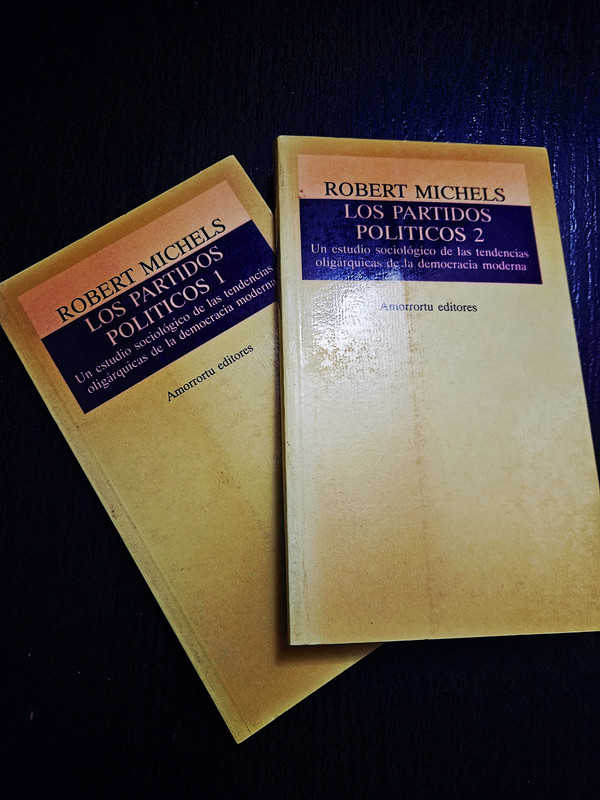 ROBERT MICHELS
LOS PARTIDOS
POLITICOS 1
Un estudio sociológico de las tendencias
oligárquicas de la democracia moderna
Amorrortu editores
ROBERT MICHELS
LOS PARTIDOS
POLITICOS 2
Un estudio sociológico de las tendencias
oligárquicas de la democracia moderna
Amorrortu editores